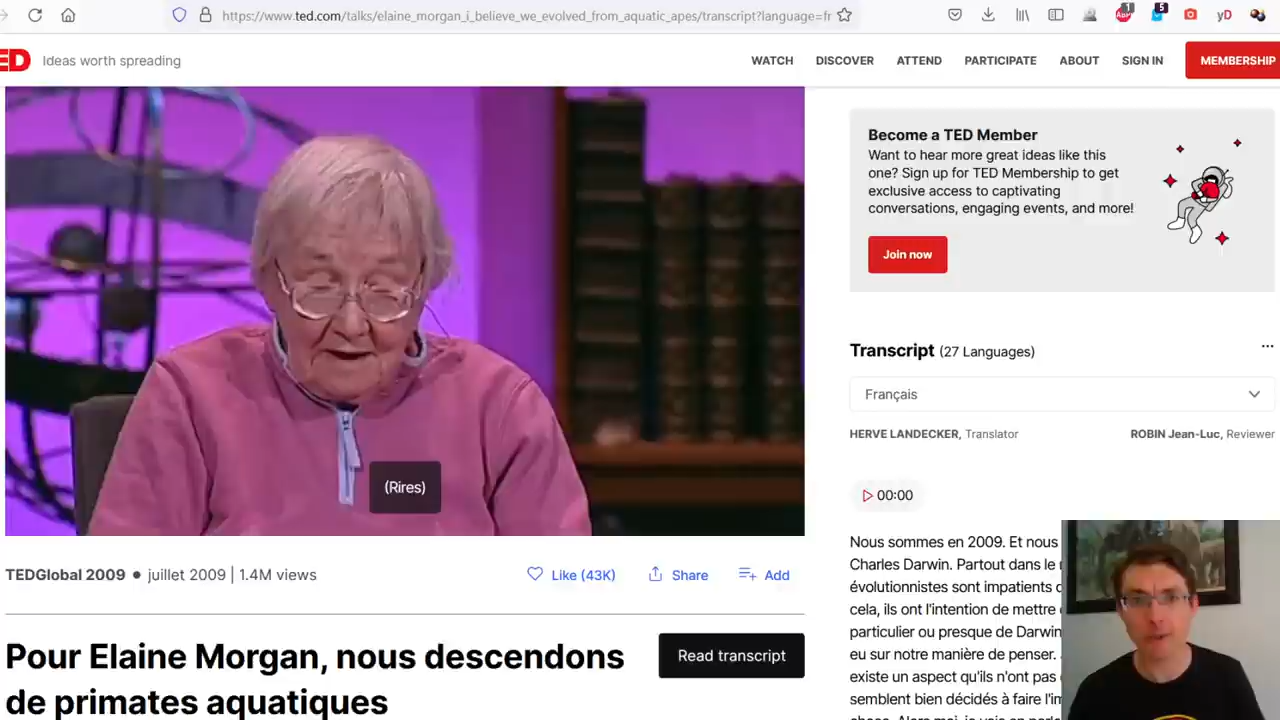 https://www.ted.com/talks/elaine_morgan_i_believe_we_evolved_from_aquatic_apes/transcript?language=fr
1
5
yD
ED Ideas worth spreading
WATCH DISCOVER ATTEND PARTICIPATE ABOUT SIGN IN MEMBERSHIP
Become a TED Member
Want to hear more great ideas like this
one? Sign up for TED Membership to get
exclusive access to captivating
conversations, engaging events, and more!
Join now
(Rires)
TEDGlobal 2009 • juillet 2009 | 1.4M views
Like (43K) Share Add
Pour Elaine Morgan, nous descendons
de primates aquatiques
Read transcript
Transcript (27 Languages)
Français
HERVE LANDECKER, Translator ROBIN Jean-Luc, Reviewer
00:00
Nous sommes en 2009. Et nous
Charles Darwin. Partout dans le
évolutionnistes sont impatients
cela, ils ont l'intention de mettre
particulier ou presque de Darwin
eu sur notre manière de penser.
existe un aspect qu'ils n'ont pas
semblent bien décidés à faire l'im